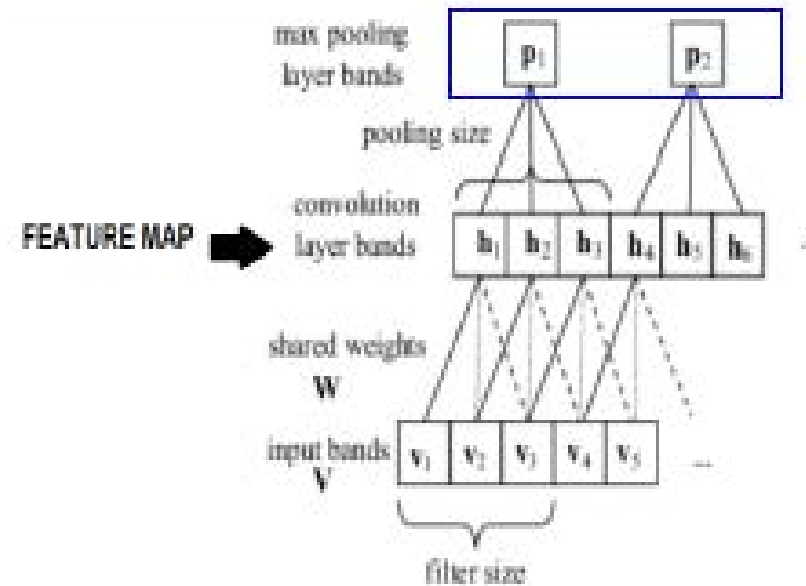 max pooling
layer bands
p1 p2
pooling size
convolution
layer bands
FEATURE MAP
h1 h2 h3 h4 h5 h6
shared weights
W
input bands
V
v1 v2 v3 v4 v5 ...
filter size